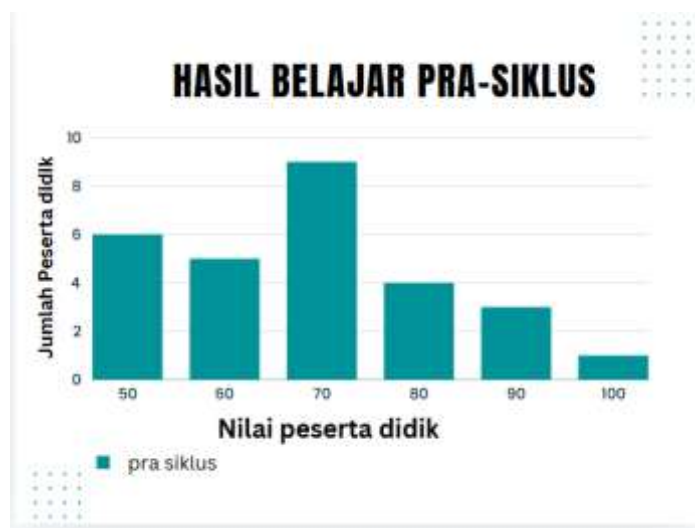 HASIL BELAJAR PRA-SIKLUS
Jumlah Peserta didik
10
8
6
4
2
0
50 60 70 80 90 100
Nilai peserta didik
pra siklus